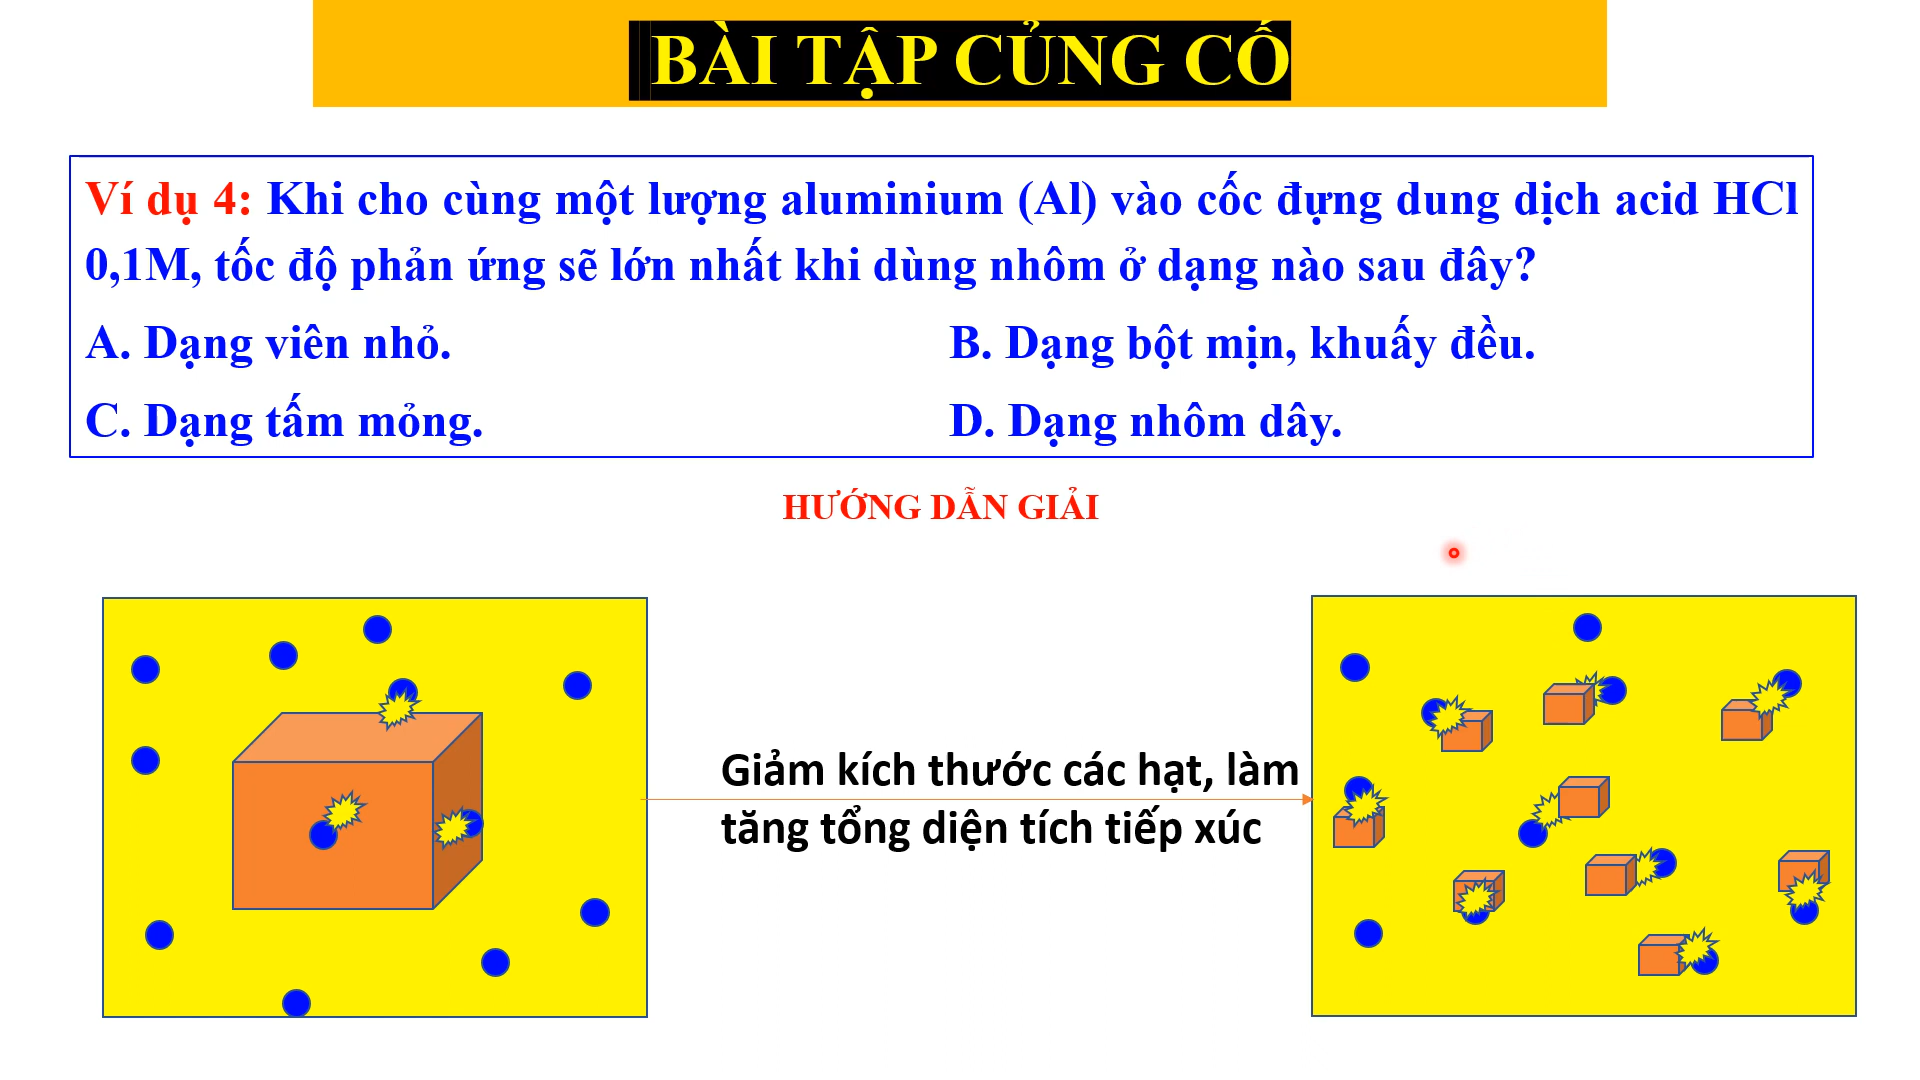 BÀI TẬP CỦNG CỐ
Ví dụ 4: Khi cho cùng một lượng aluminium (Al) vào cốc đựng dung dịch acid HCl
0,1M, tốc độ phản ứng sẽ lớn nhất khi dùng nhôm ở dạng nào sau đây?
A. Dạng viên nhỏ. B. Dạng bột mịn, khuấy đều.
C. Dạng tấm mỏng. D. Dạng nhôm dây.
HƯỚNG DẪN GIẢI
Giảm kích thước các hạt, làm
tăng tổng diện tích tiếp xúc